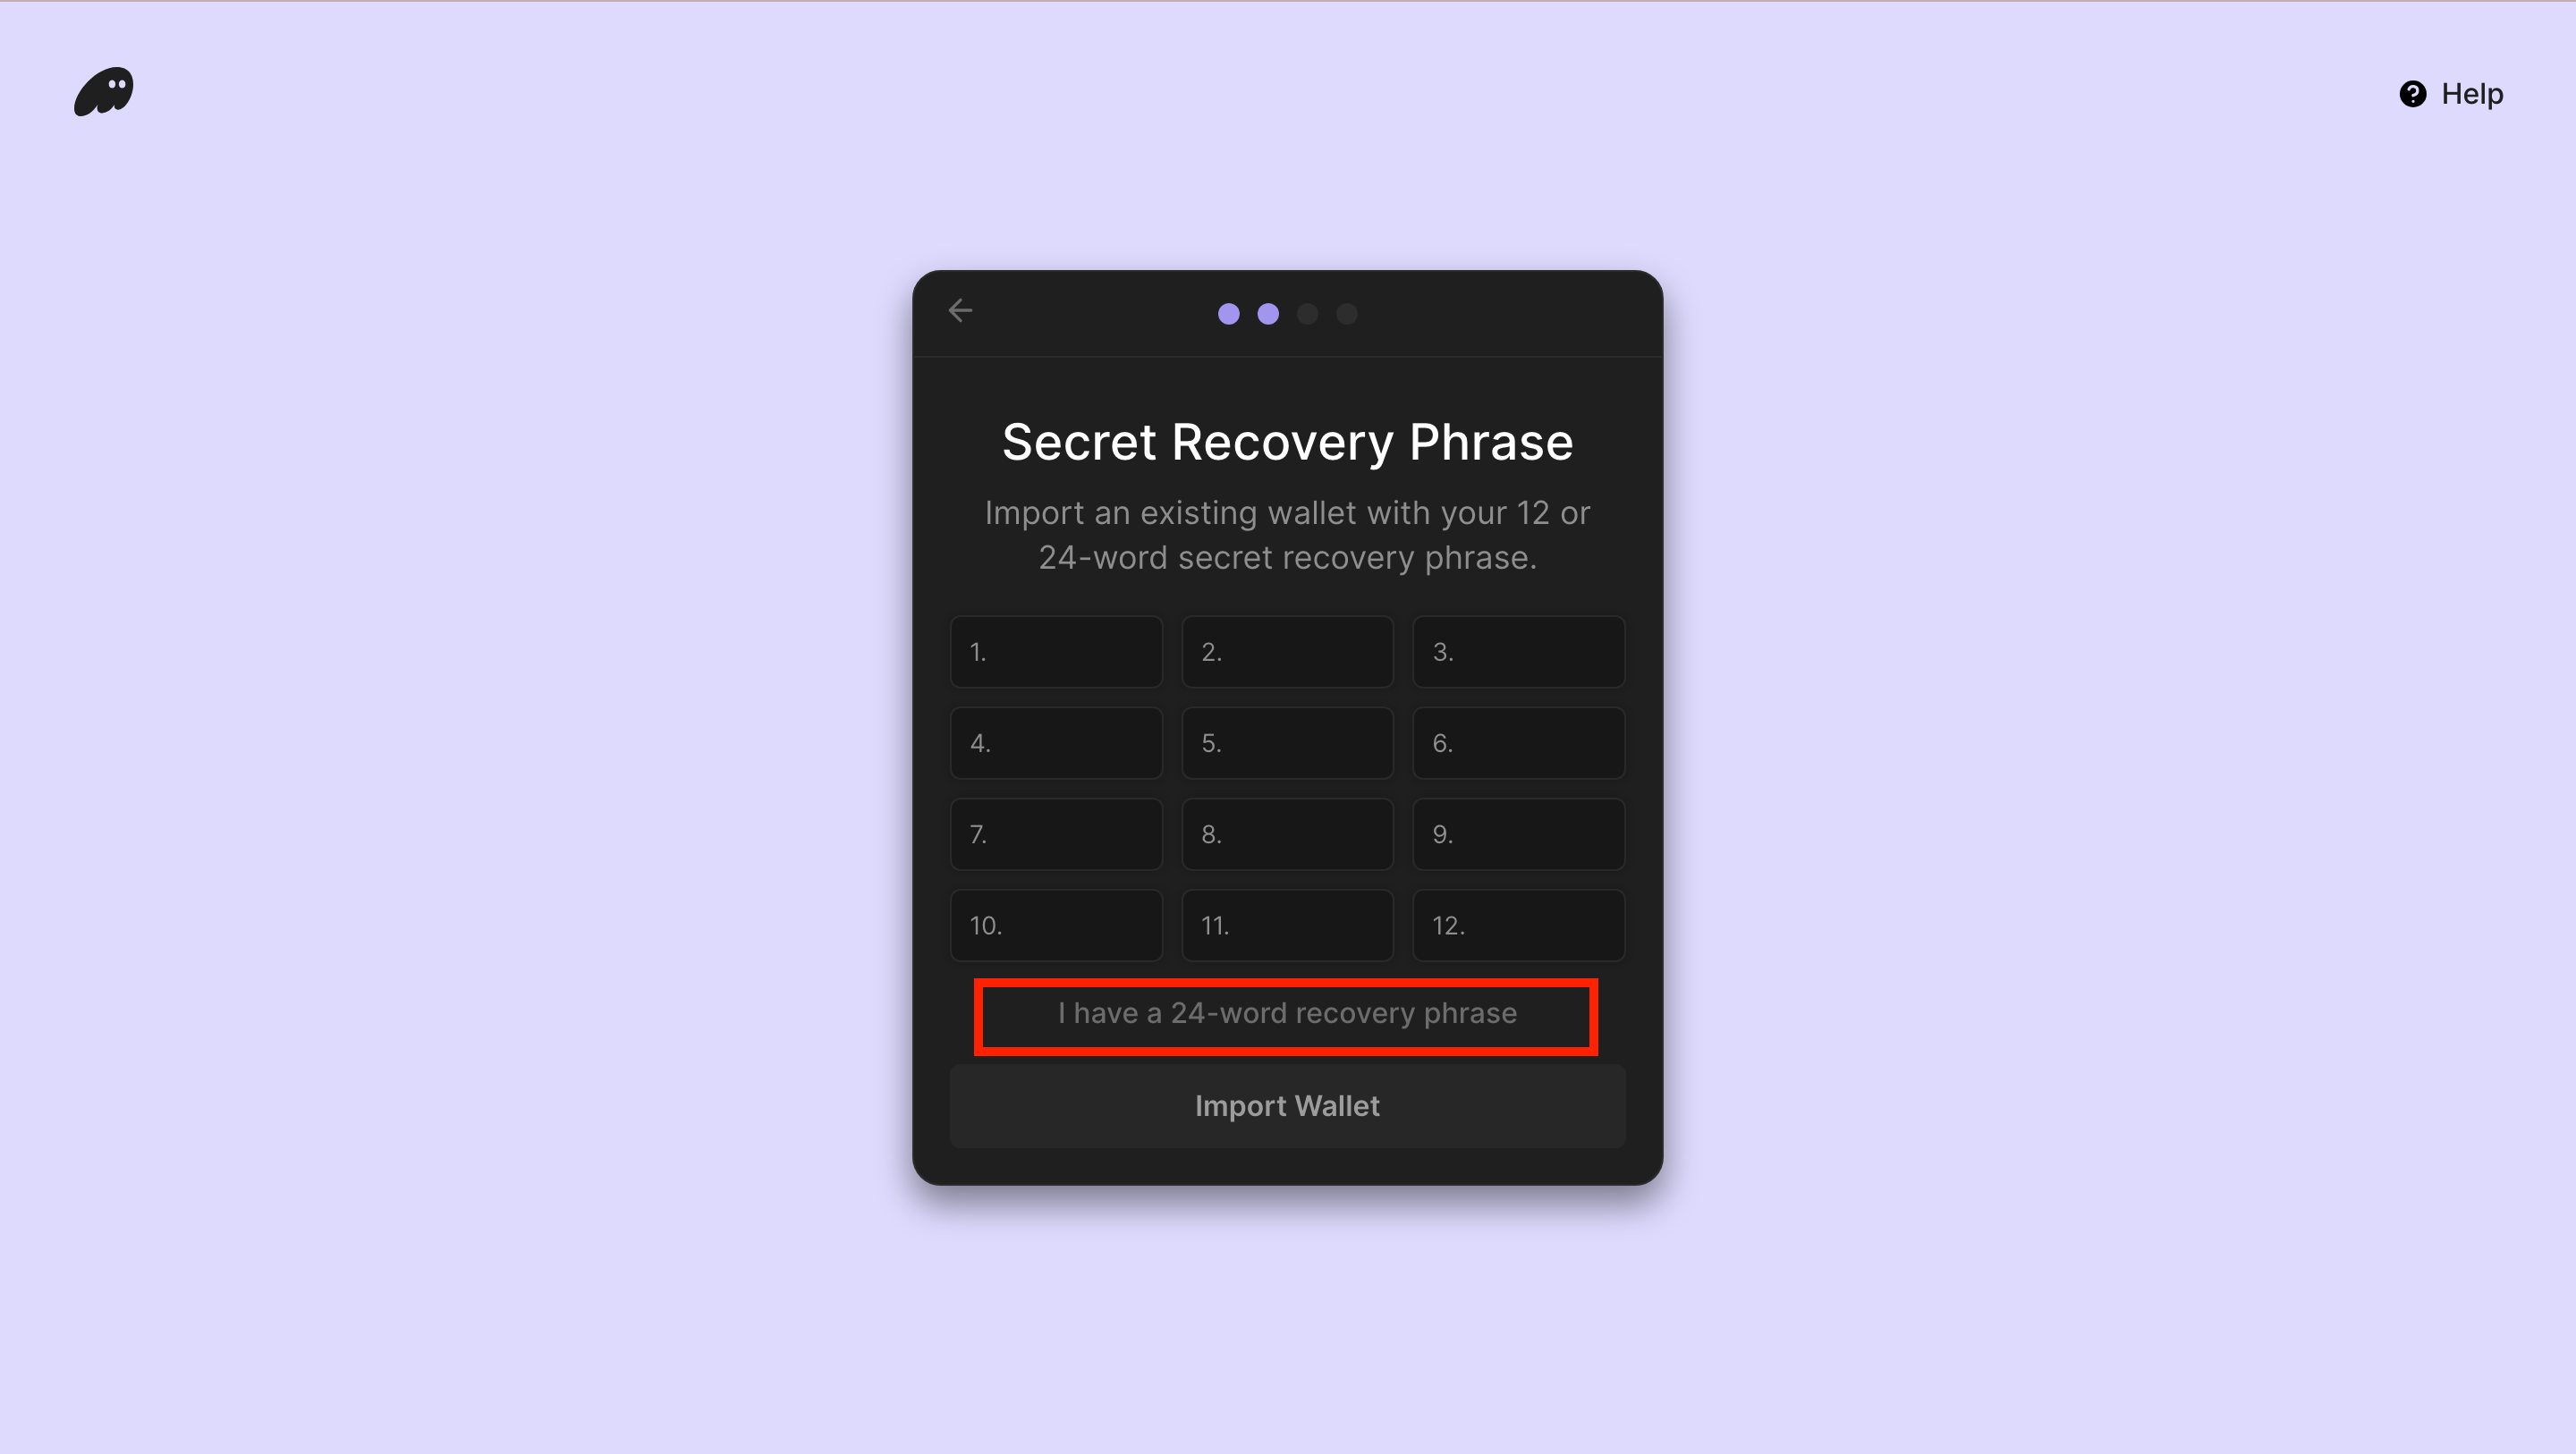 Help
Secret Recovery Phrase
Import an existing wallet with your 12 or
24-word secret recovery phrase.
1. 2. 3.
4. 5. 6.
7. 8. 9.
10. 11. 12.
I have a 24-word recovery phrase
Import Wallet